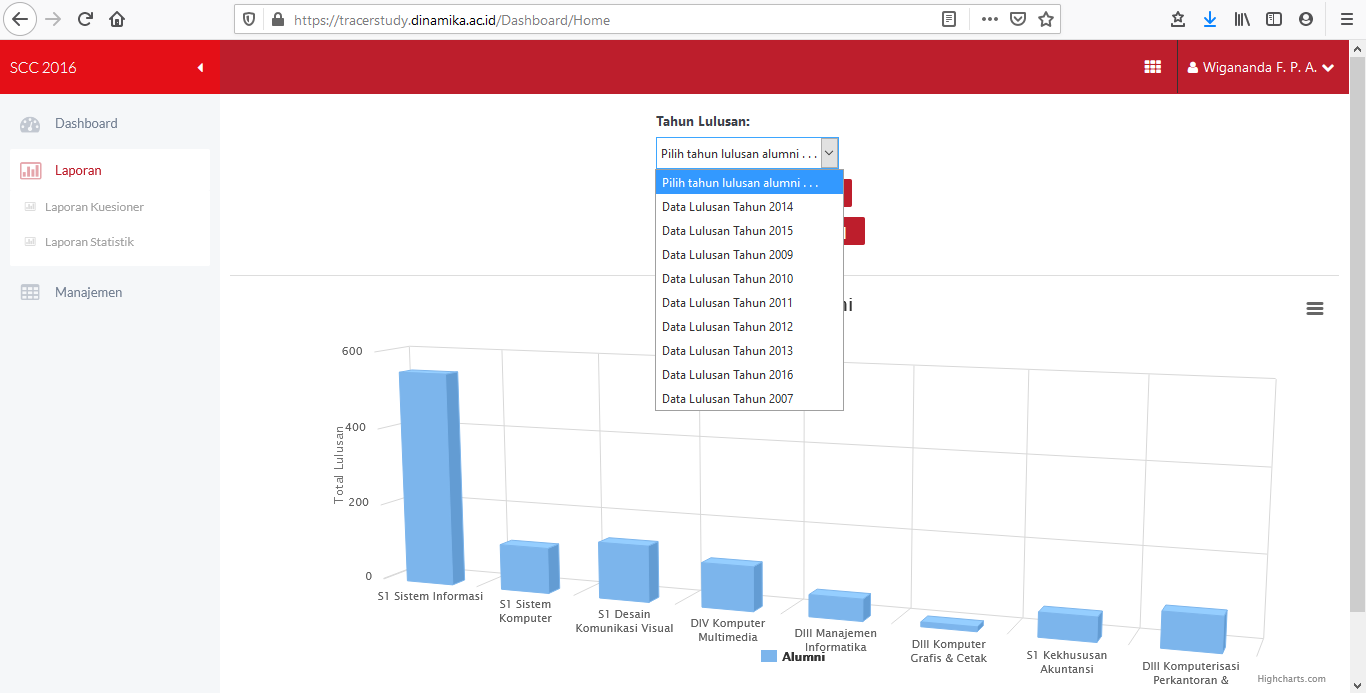 https://tracerstudy.dinamika.ac.id/Dashboard/Home
SCC 2016
Wigananda F. P. A.
Dashboard
Laporan
Laporan Kuesioner
Laporan Statistik
Manajemen
Tahun Lulusan:
Pilih tahun lulusan alumni . . .
Pilih tahun lulusan alumni . . .
Data Lulusan Tahun 2014
Data Lulusan Tahun 2015
Data Lulusan Tahun 2009
Data Lulusan Tahun 2010
Data Lulusan Tahun 2011
Data Lulusan Tahun 2012
Data Lulusan Tahun 2013
Data Lulusan Tahun 2016
Data Lulusan Tahun 2007
600
400
200
0
Total Lulusan
S1 Sistem Informasi
S1 Sistem
Komputer
S1 Desain
Komunikasi Visual
DIV Komputer
Multimedia
DIII Manajemen
Informatika
DIII Komputer
Grafis & Cetak
S1 Kekhususan
Akuntansi
DIII Komputerisasi
Perkantoran &
Alumni
Highcharts.com